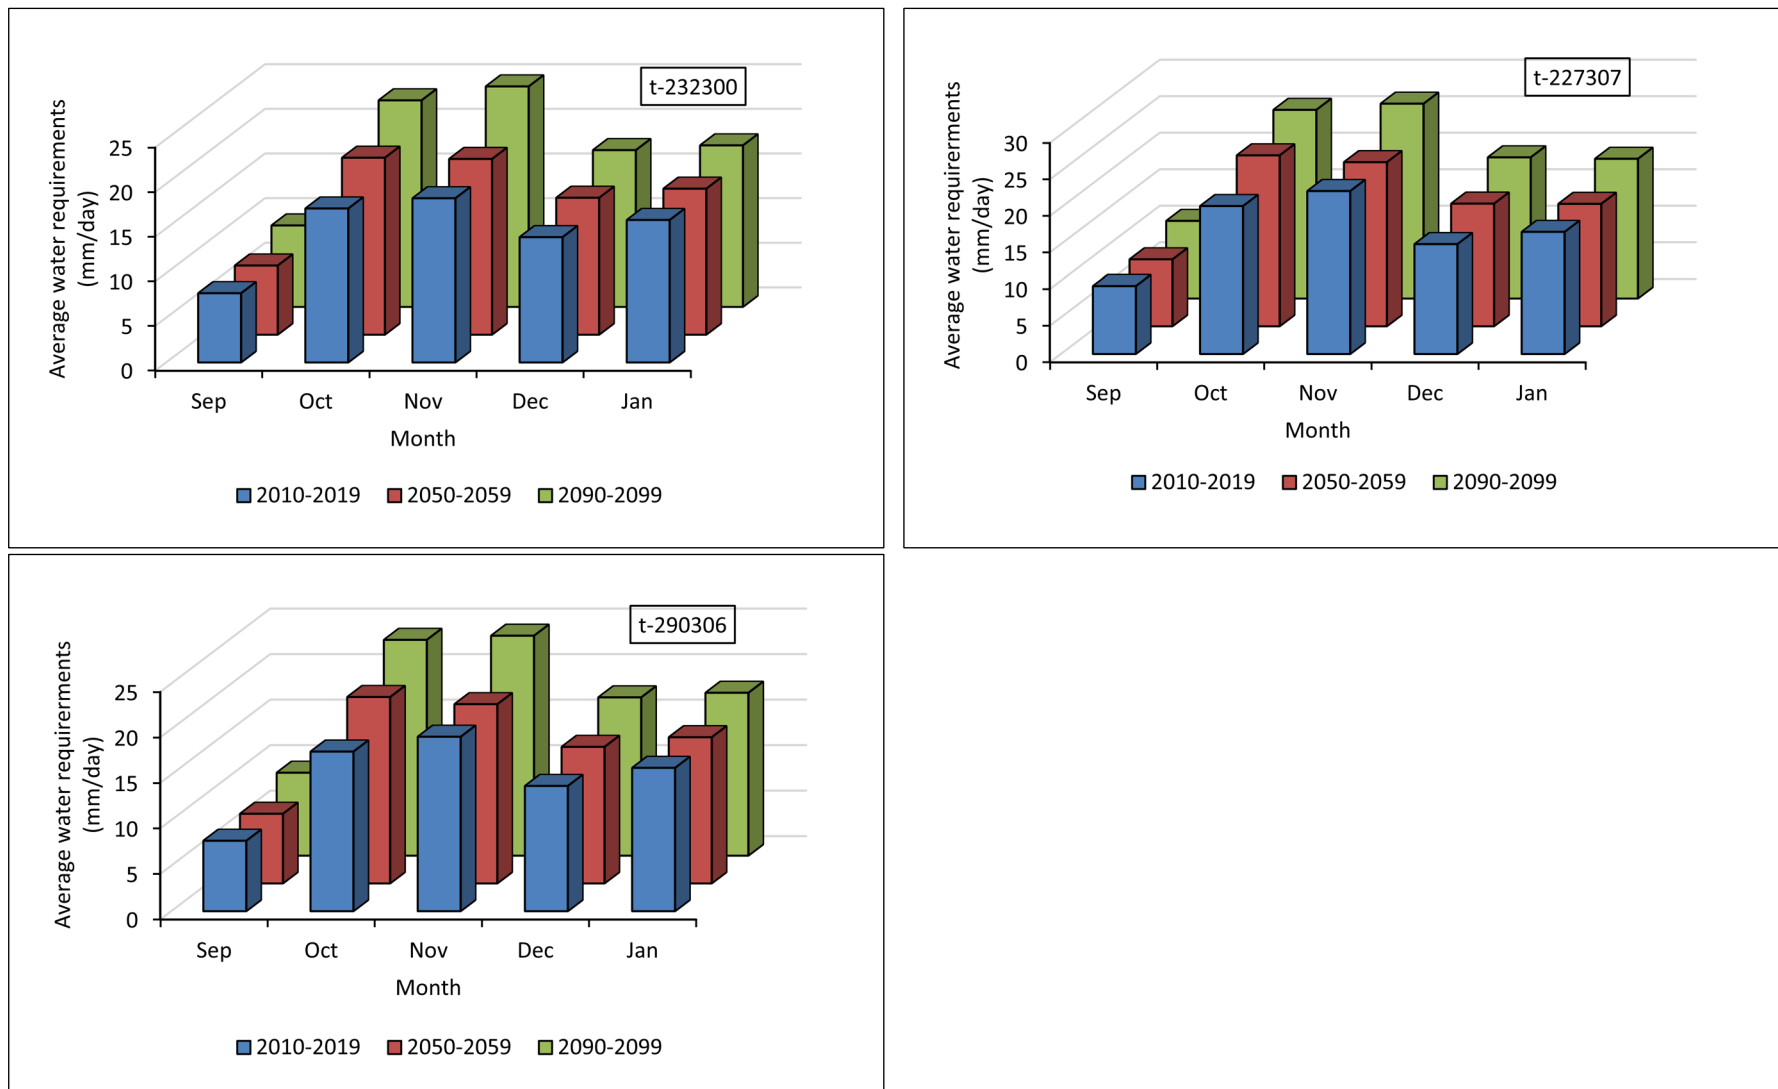 t-232300
Average water requirements
(mm/day)
25
20
15
10
5
0
Sep Oct Nov Dec Jan
Month
2010-2019 2050-2059 2090-2099
t-227307
Average water requirements
(mm/day)
30
25
20
15
10
5
0
Sep Oct Nov Dec Jan
Month
2010-2019 2050-2059 2090-2099
t-290306
Average water requirements
(mm/day)
25
20
15
10
5
0
Sep Oct Nov Dec Jan
Month
2010-2019 2050-2059 2090-2099